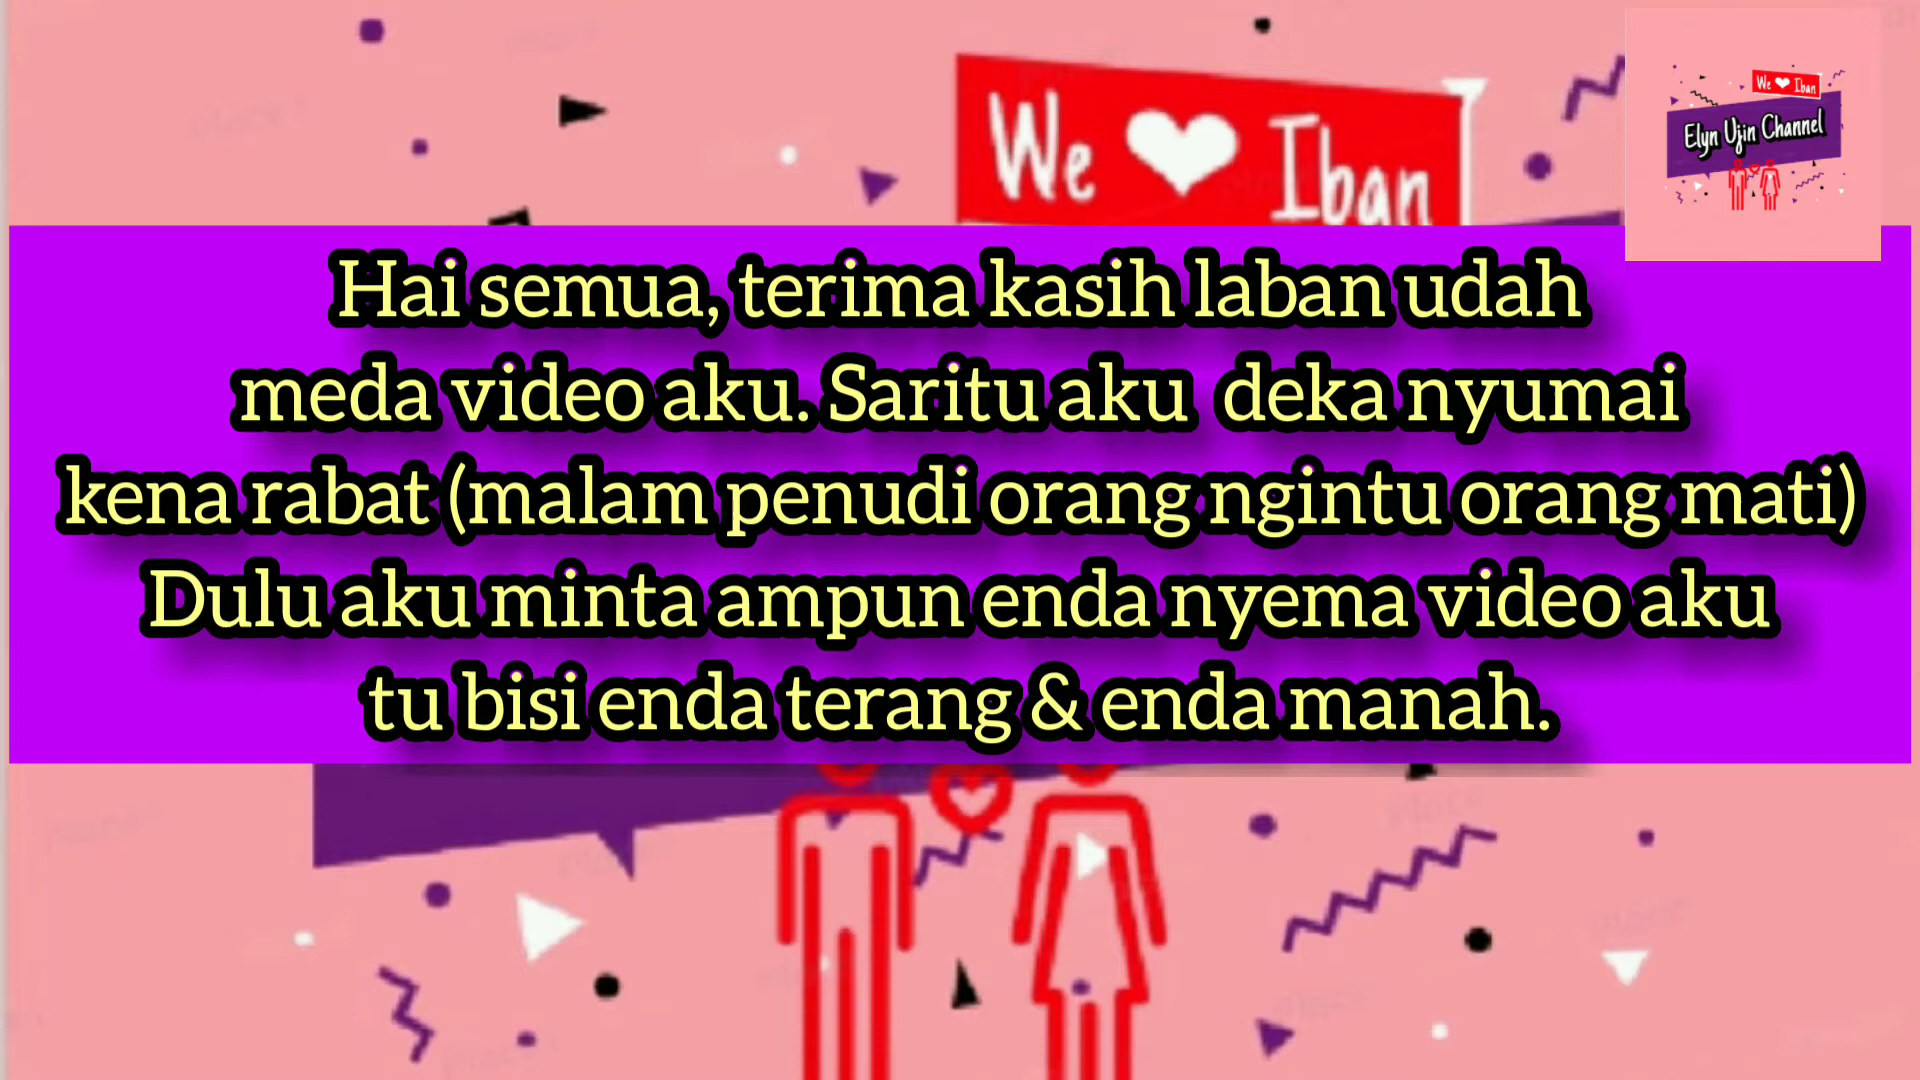 We Iban
We Iban
Elyn Ujin Channel
Hai semua, terima kasih laban udah
meda video aku. Saritu aku deka nyumai
kena rabat (malam penudi orang ngintu orang mati)
Dulu aku minta ampun enda nyema video aku
tu bisi enda terang & enda manah.